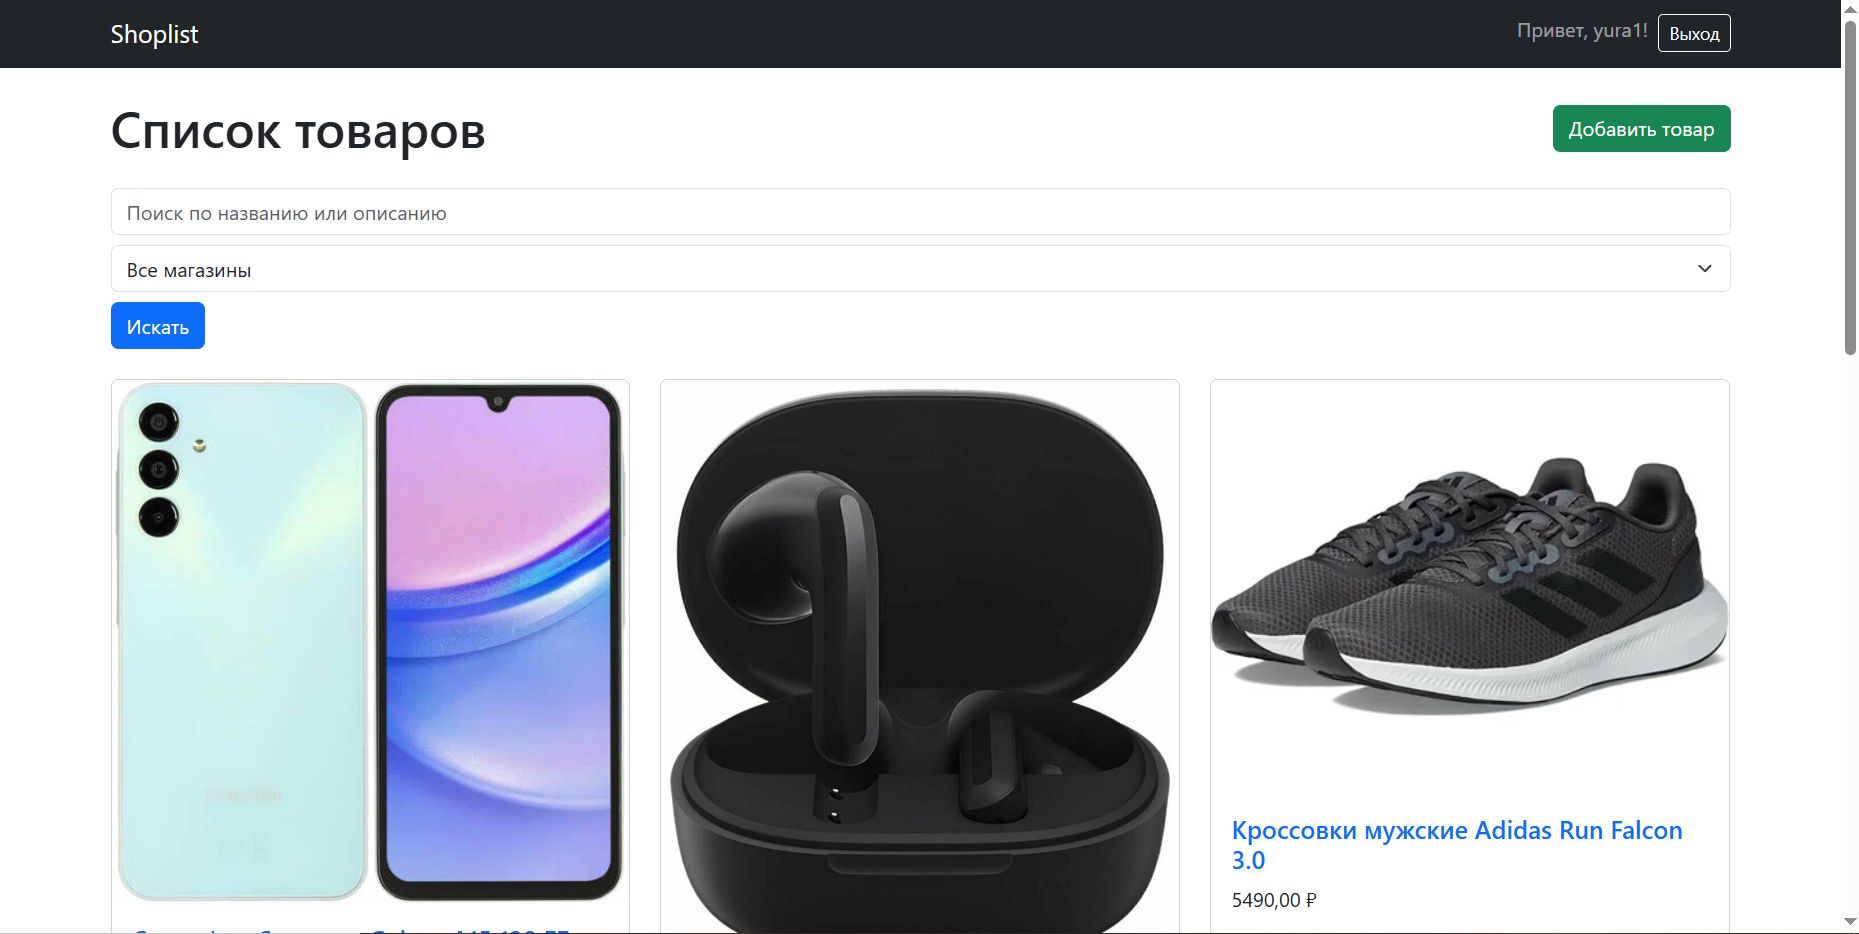 Shoplist
Привет, yura1!
Выход
Список товаров
Добавить товар
Поиск по названию или описанию
Все магазины
Искать
SAMSUNG
Кроссовки мужские Adidas Run Falcon
3.0
5490,00 ₽